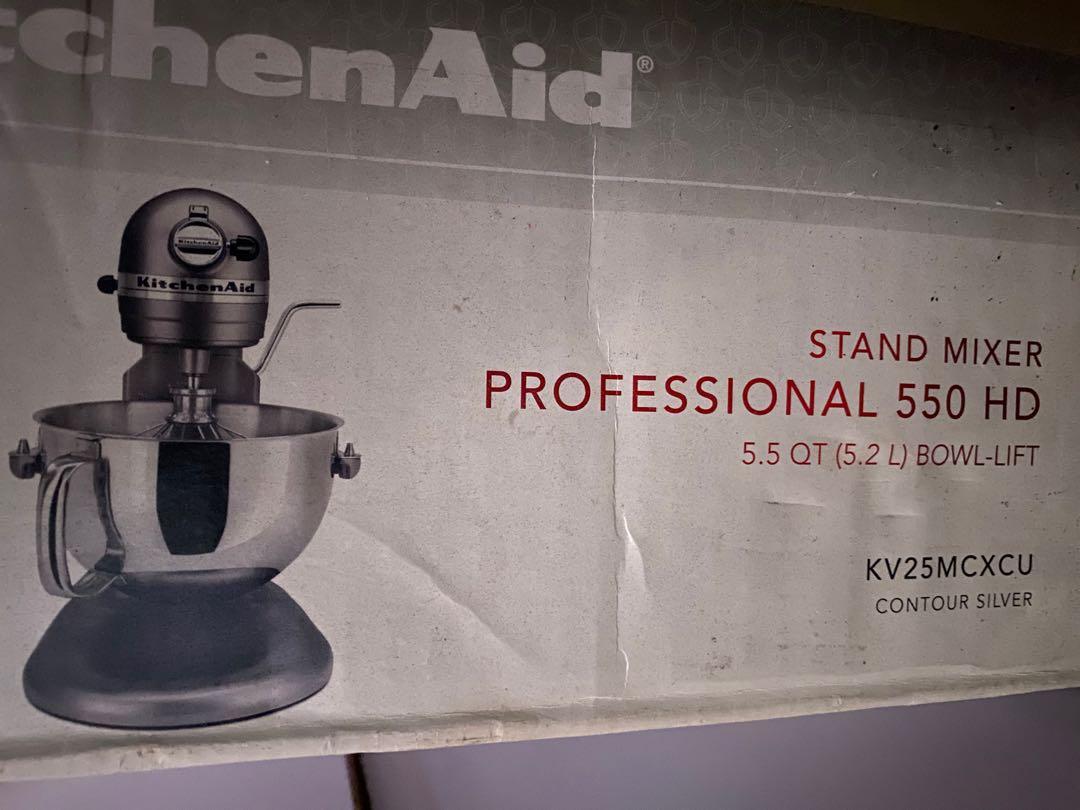 tchenAid®
KitchenAid
KitchenAid
STAND MIXER
PROFESSIONAL 550 HD
5.5 QT (5.2 L) BOWL-LIFT
KV25MCXCU
CONTOUR SILVER